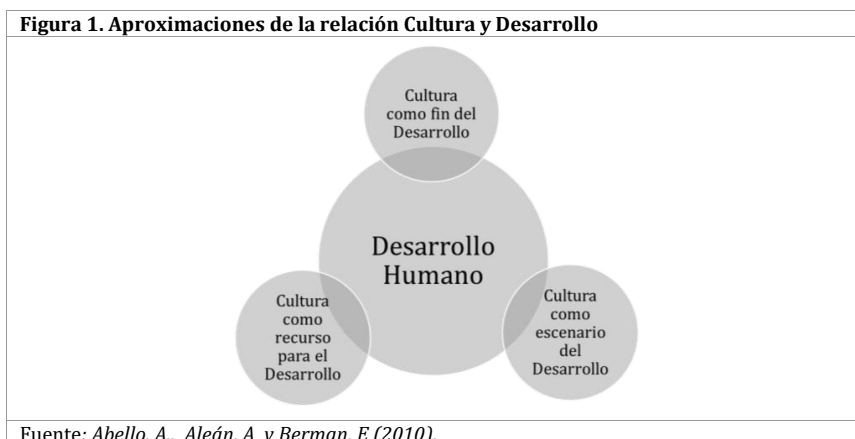 Figura 1. Aproximaciones de la relación Cultura y Desarrollo
Cultura
como fin del
Desarrollo
Desarrollo
Humano
Cultura
como
recurso
para el
Desarrollo
Cultura
como
escenario
del
Desarrollo
Fuente: Abello, A., Aleán, A. y Berman, E (2010).